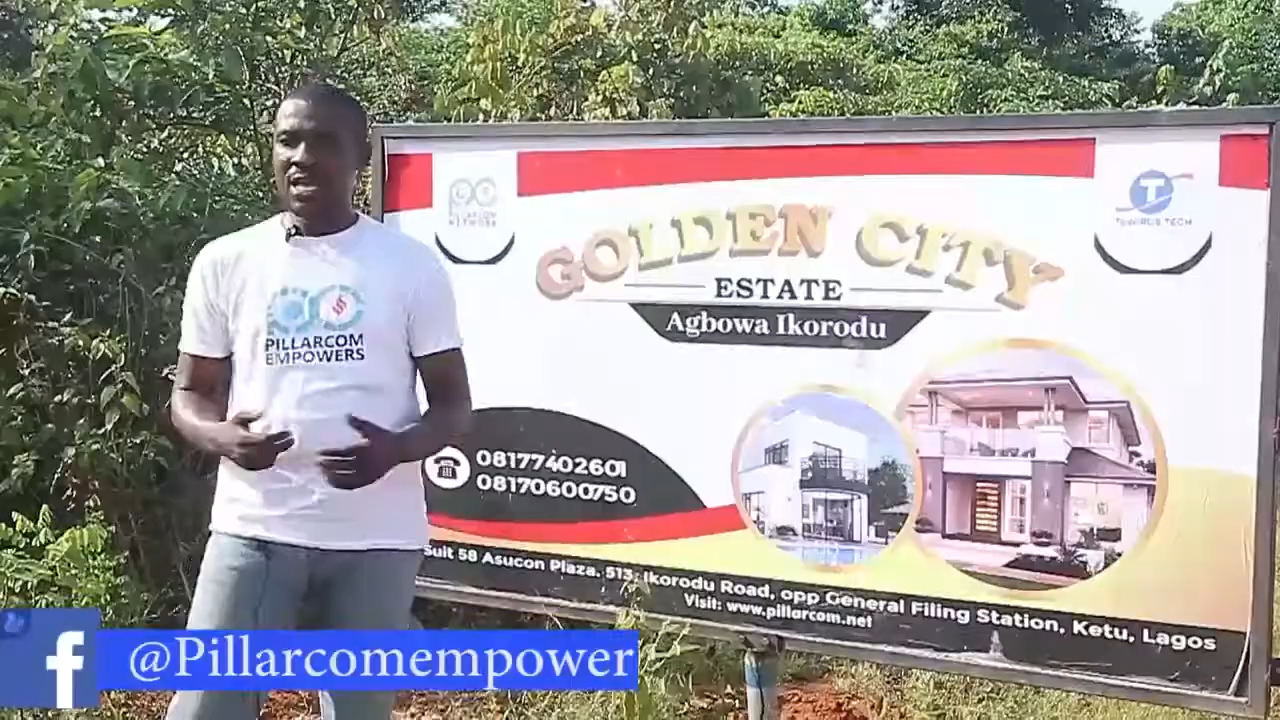 PILLARCOM
NETWORK
TOWERUS TECH
GOLDEN CITY
ESTATE
Agbowa Ikorodu
PILLARCOM
EMPOWERS
08177402601
08170600750
Suit 58 Asucon Plaza. 513, Ikorodu Road, opp General Filing Station, Ketu, Lagos
Visit: www.pillarcom.net
f @Pillarcomempower